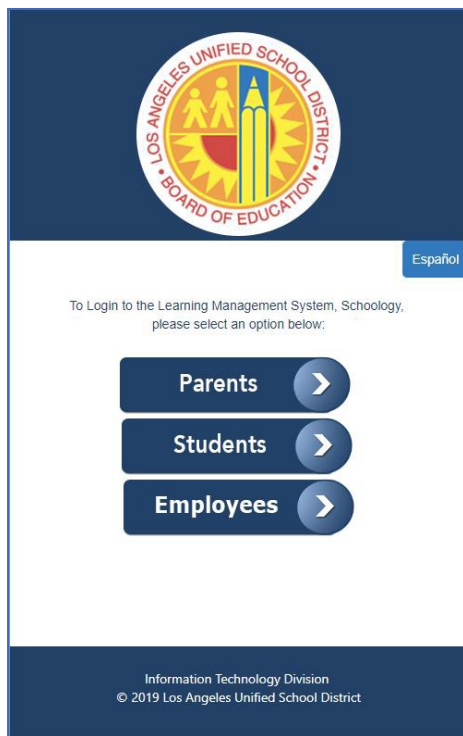 LOS ANGELES UNIFIED SCHOOL DISTRICT
• BOARD OF EDUCATION •
Español
To Login to the Learning Management System, Schoology,
please select an option below:
Parents
Students
Employees
Information Technology Division
© 2019 Los Angeles Unified School District